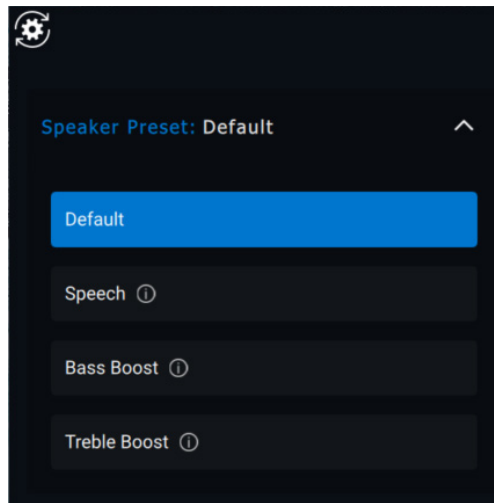 Speaker Preset: Default
Default
Speech
Bass Boost
Treble Boost